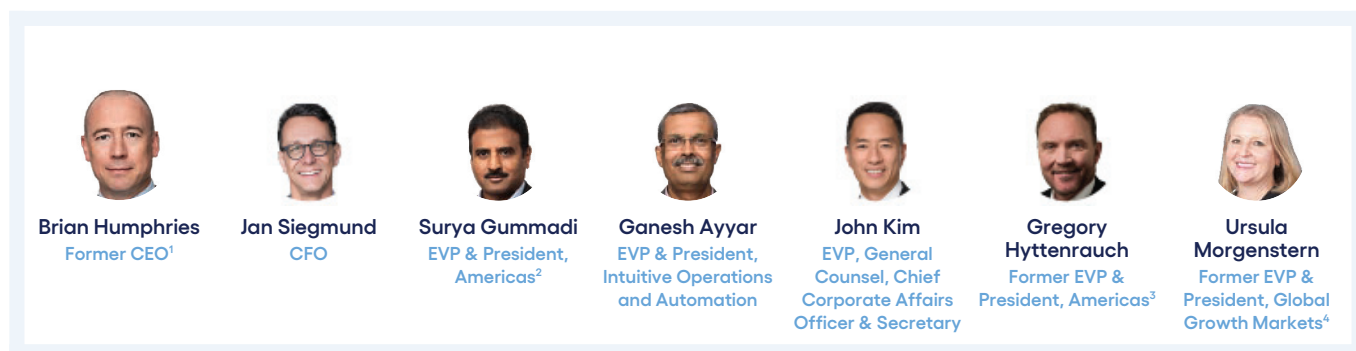 Brian Humphries
Former CEO¹
Jan Siegmund
CFO
Surya Gummadi
EVP & President,
Americas²
Ganesh Ayyar
EVP & President,
Intuitive Operations
and Automation
John Kim
EVP, General
Counsel, Chief
Corporate Affairs
Officer & Secretary
Gregory
Hyttenrauch
Former EVP &
President, Americas³
Ursula
Morgenstern
Former EVP &
President, Global
Growth Markets⁴